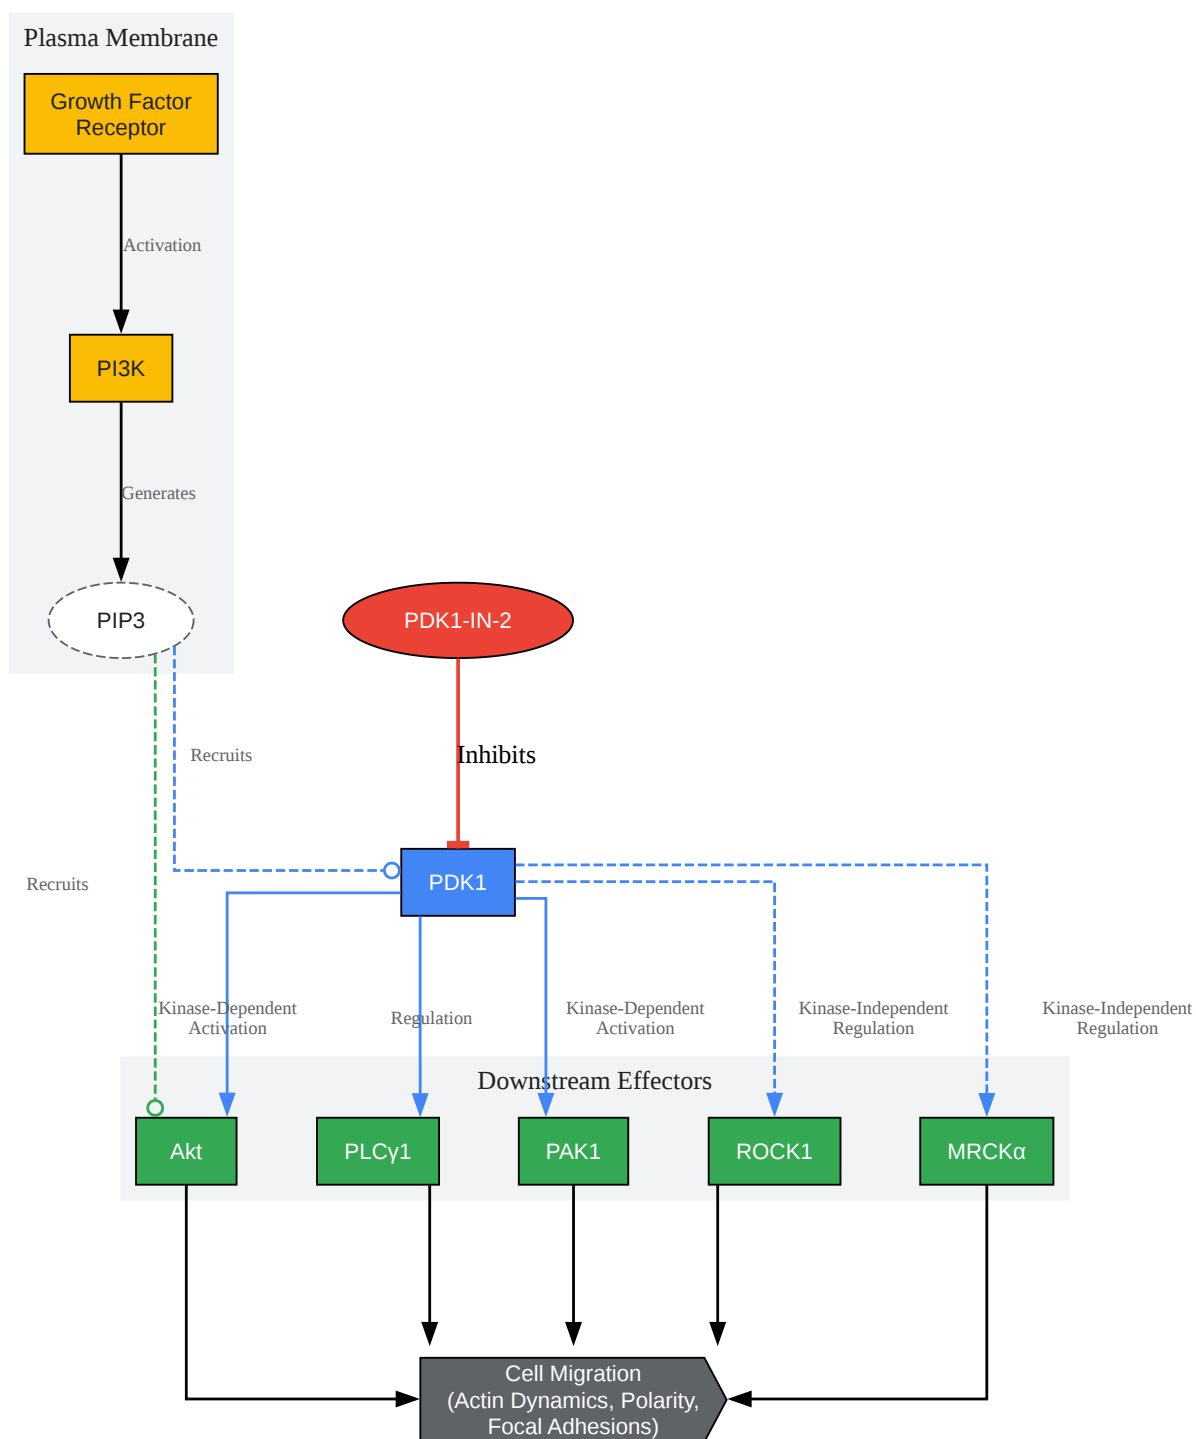 Plasma Membrane
Growth Factor
Receptor
Activation
PI3K
Generates
PIP3
PDK1-IN-2
Recruits
Inhibits
Recruits
PDK1
Kinase-Dependent
Activation
Regulation
Kinase-Dependent
Activation
Kinase-Independent
Regulation
Kinase-Independent
Regulation
Downstream Effectors
Akt
PLCγ1
PAK1
ROCK1
MRCKα
Cell Migration
(Actin Dynamics, Polarity,
Focal Adhesions)